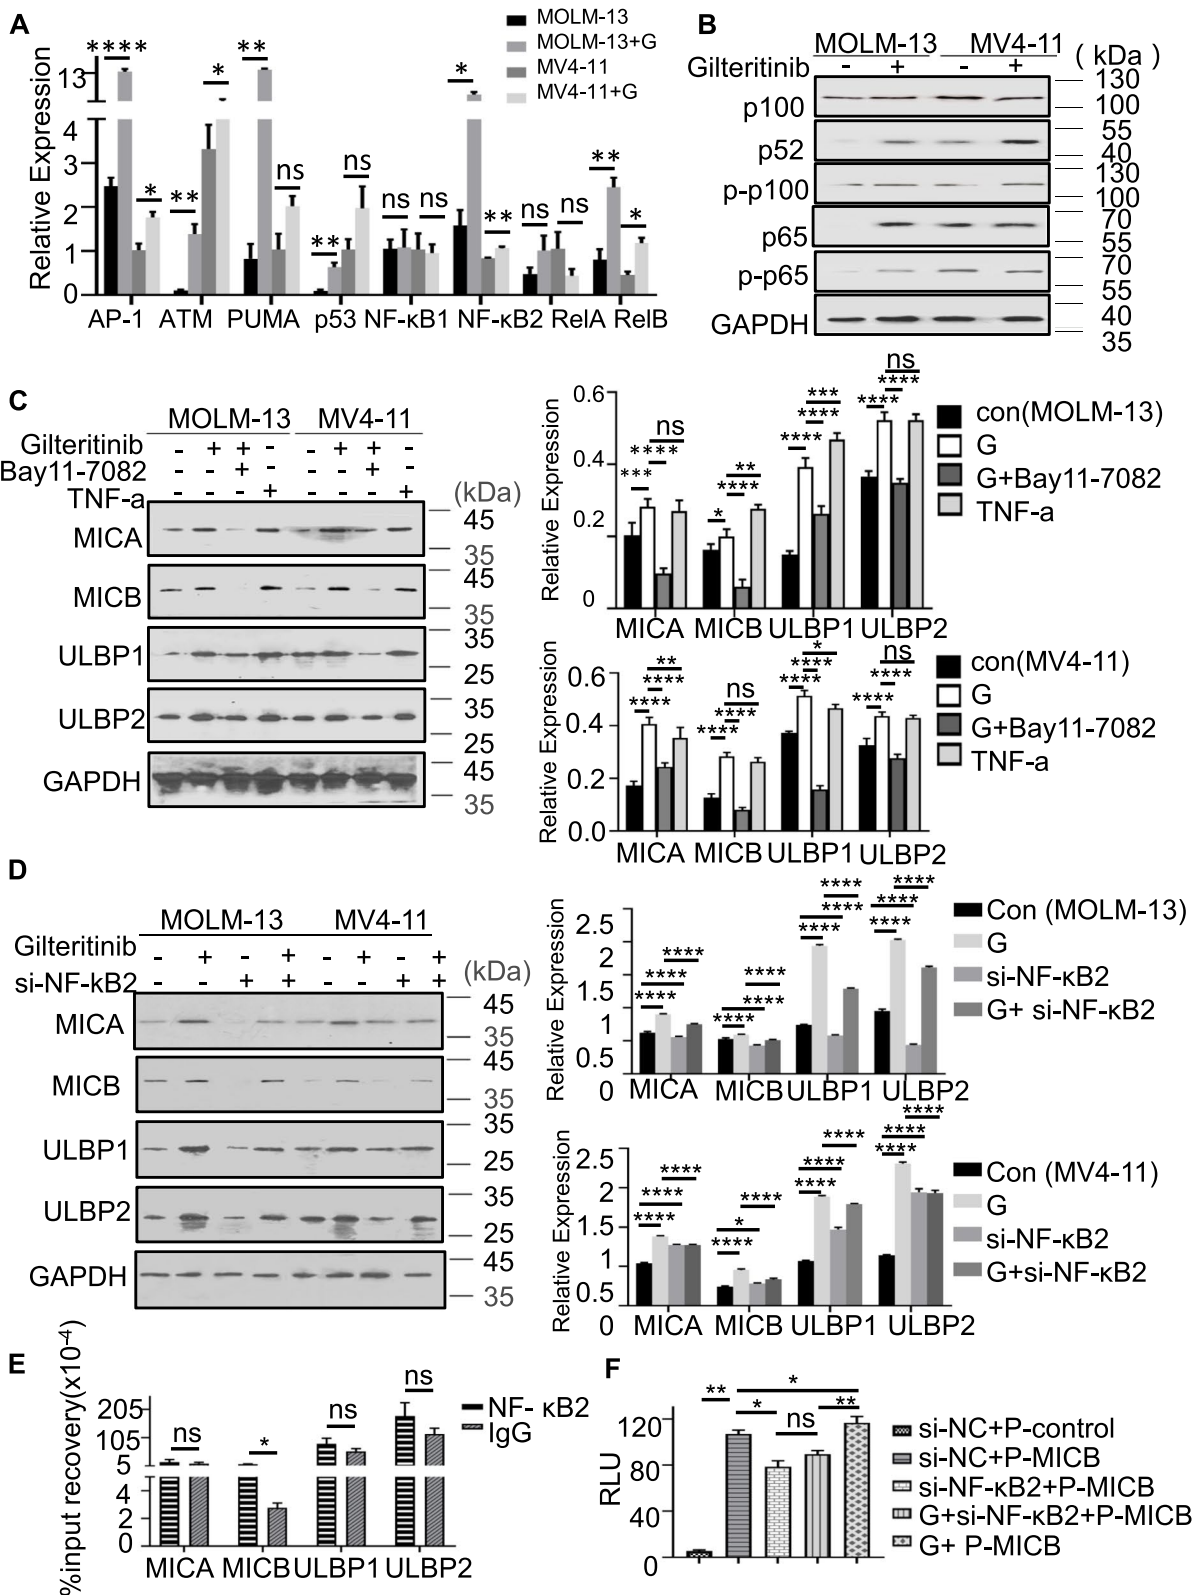 A
MOLM-13
MOLM-13+G
MV4-11
MV4-11+G
Relative Expression
13
4
3
2
1
0
**** * ** * ** ns ** ns ns ns * ** ns ns ** *
AP-1 ATM PUMA p53 NF-κB1 NF-κB2 RelA RelB
B
MOLM-13 MV4-11 ( kDa )
Gilteritinib - + - +
p100 130 100
p52 55 40
p-p100 130 100
p65 70 55
p-p65 70 55
GAPDH 40 35
C
MOLM-13 MV4-11
Gilteritinib - + + - - + + -
Bay11-7082 - - + - - - + -
TNF-a - - - + - - - + (kDa)
MICA 45 35
MICB 45 35
ULBP1 35 25
ULBP2 35 25
GAPDH 45 35
Relative Expression
0.6
0.4
0.2
0
*** **** ns * **** ** **** **** *** **** **** ns
MICA MICB ULBP1 ULBP2
con(MOLM-13)
G
G+Bay11-7082
TNF-a
Relative Expression
0.6
0.4
0.2
0.0
**** **** ** **** **** ns **** **** * **** **** ns
MICA MICB ULBP1 ULBP2
con(MV4-11)
G
G+Bay11-7082
TNF-a
D
MOLM-13 MV4-11
Gilteritinib - + - + - + - +
si-NF-kB2 - - + + - - + + (kDa)
MICA 45 35
MICB 45 35
ULBP1 35 25
ULBP2 35 25
GAPDH 45 35
Relative Expression
2.5
2
1.5
1
0.5
0
**** **** **** **** **** **** **** **** **** **** **** ****
MICA MICB ULBP1 ULBP2
Con (MOLM-13)
G
si-NF-κB2
G+ si-NF-κB2
Relative Expression
2.5
2
1.5
1
0.5
0
**** **** **** **** * **** **** **** **** **** **** ****
MICA MICB ULBP1 ULBP2
Con (MV4-11)
G
si-NF-κB2
G+si-NF-κB2
E
%input recovery(x10-4)
205
105
5
4
2
0
ns * ns ns
MICA MICB ULBP1 ULBP2
NF- κB2
IgG
F
RLU
120
80
40
0
** * * ns **
si-NC+P-control
si-NC+P-MICB
si-NF-κB2+P-MICB
G+si-NF-κB2+P-MICB
G+ P-MICB